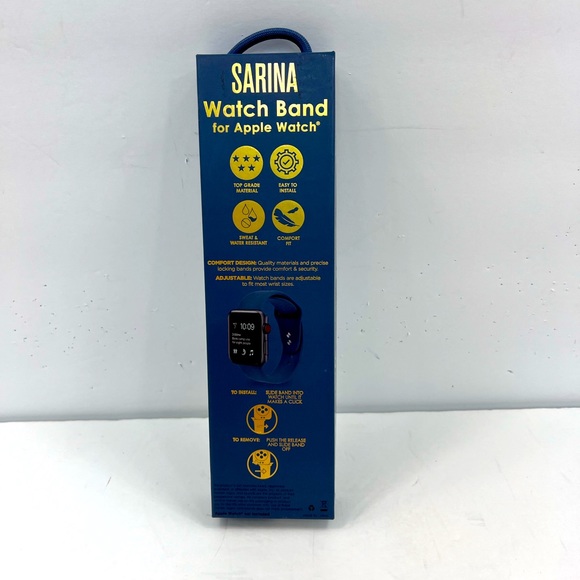 SARINA
Watch Band
for Apple Watch®
TOP GRADE
MATERIAL
EASY TO
INSTALL
SWEAT &
WATER RESISTANT
COMFORT
FIT
COMFORT DESIGN: Quality materials and precise
locking bands provide comfort & security.
ADJUSTABLE: Watch bands are adjustable
to fit most wrist sizes.
10:09
TO INSTALL: SLIDE BAND INTO
WATCH UNTIL IT
MAKES A CLICK
TO REMOVE: PUSH THE RELEASE
AND SLIDE BAND
OFF